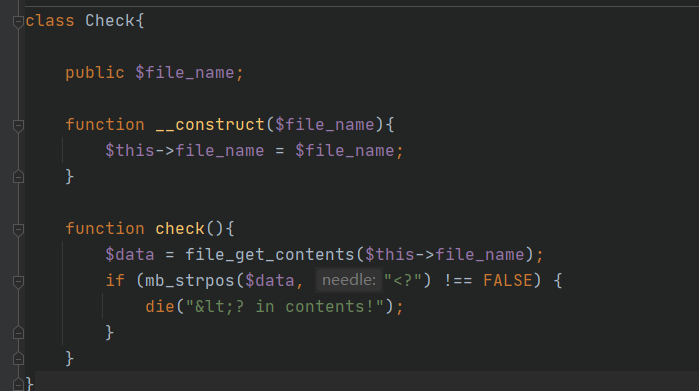 class Check{
public $file_name;
function __construct($file_name){
$this->file_name = $file_name;
}
function check(){
$data = file_get_contents($this->file_name);
if (mb_strpos($data, needle: "<?") !== FALSE) {
die("&lt;? in contents!");
}
}
}